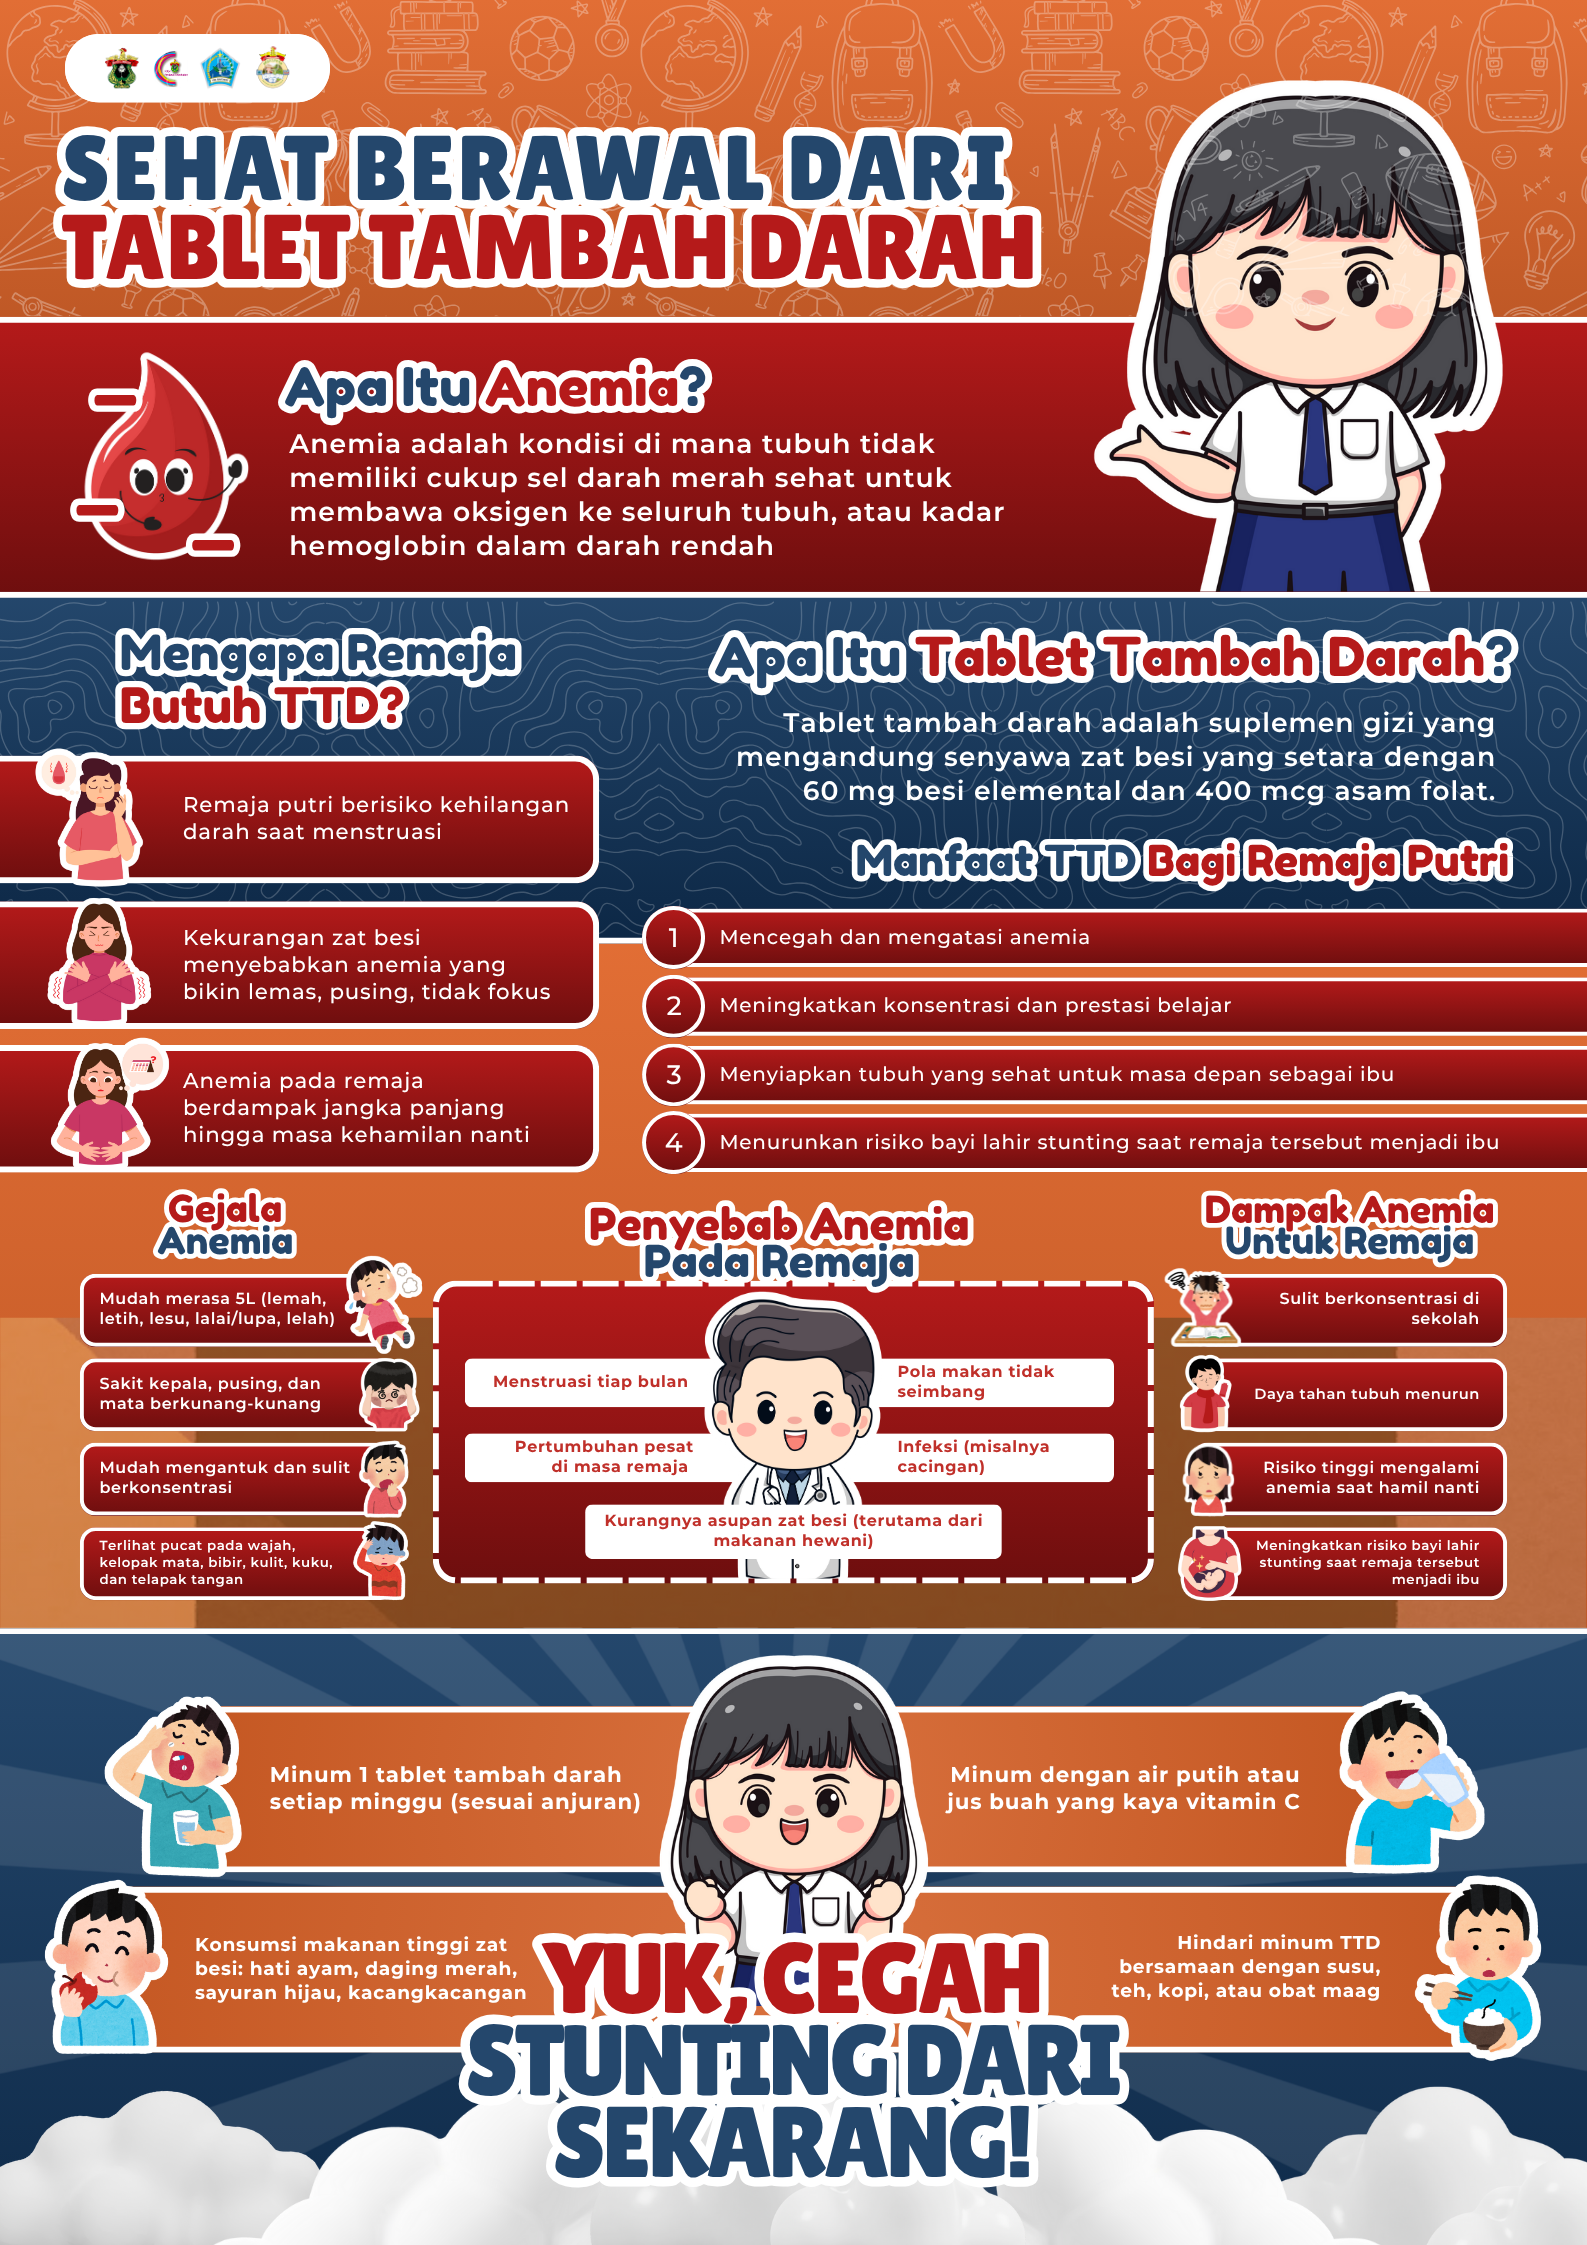 SEHAT BERAWAL DARI
TABLET TAMBAH DARAH
Apa Itu Anemia?
Anemia adalah kondisi di mana tubuh tidak
memiliki cukup sel darah merah sehat untuk
membawa oksigen ke seluruh tubuh, atau kadar
hemoglobin dalam darah rendah
Mengapa Remaja
Butuh TTD?
Remaja putri berisiko kehilangan
darah saat menstruasi
Kekurangan zat besi
menyebabkan anemia yang
bikin lemas, pusing, tidak fokus
Anemia pada remaja
berdampak jangka panjang
hingga masa kehamilan nanti
Apa Itu Tablet Tambah Darah?
Tablet tambah darah adalah suplemen gizi yang
mengandung senyawa zat besi yang setara dengan
60 mg besi elemental dan 400 mcg asam folat.
Manfaat TTD Bagi Remaja Putri
1 Mencegah dan mengatasi anemia
2 Meningkatkan konsentrasi dan prestasi belajar
3 Menyiapkan tubuh yang sehat untuk masa depan sebagai ibu
4 Menurunkan risiko bayi lahir stunting saat remaja tersebut menjadi ibu
Gejala
Anemia
Mudah merasa 5L (lemah,
letih, lesu, lalai/lupa, lelah)
Sakit kepala, pusing, dan
mata berkunang-kunang
Mudah mengantuk dan sulit
berkonsentrasi
Terlihat pucat pada wajah,
kelopak mata, bibir, kulit, kuku,
dan telapak tangan
Penyebab Anemia
Pada Remaja
Menstruasi tiap bulan
Pola makan tidak
seimbang
Pertumbuhan pesat
di masa remaja
Infeksi (misalnya
cacingan)
Kurangnya asupan zat besi (terutama dari
makanan hewani)
Dampak Anemia
Untuk Remaja
Sulit berkonsentrasi di
sekolah
Daya tahan tubuh menurun
Risiko tinggi mengalami
anemia saat hamil nanti
Meningkatkan risiko bayi lahir
stunting saat remaja tersebut
menjadi ibu
Minum 1 tablet tambah darah
setiap minggu (sesuai anjuran)
Minum dengan air putih atau
jus buah yang kaya vitamin C
Konsumsi makanan tinggi zat
besi: hati ayam, daging merah,
sayuran hijau, kacangkacangan
Hindari minum TTD
bersamaan dengan susu,
teh, kopi, atau obat maag
YUK, CEGAH
STUNTING DARI
SEKARANG!